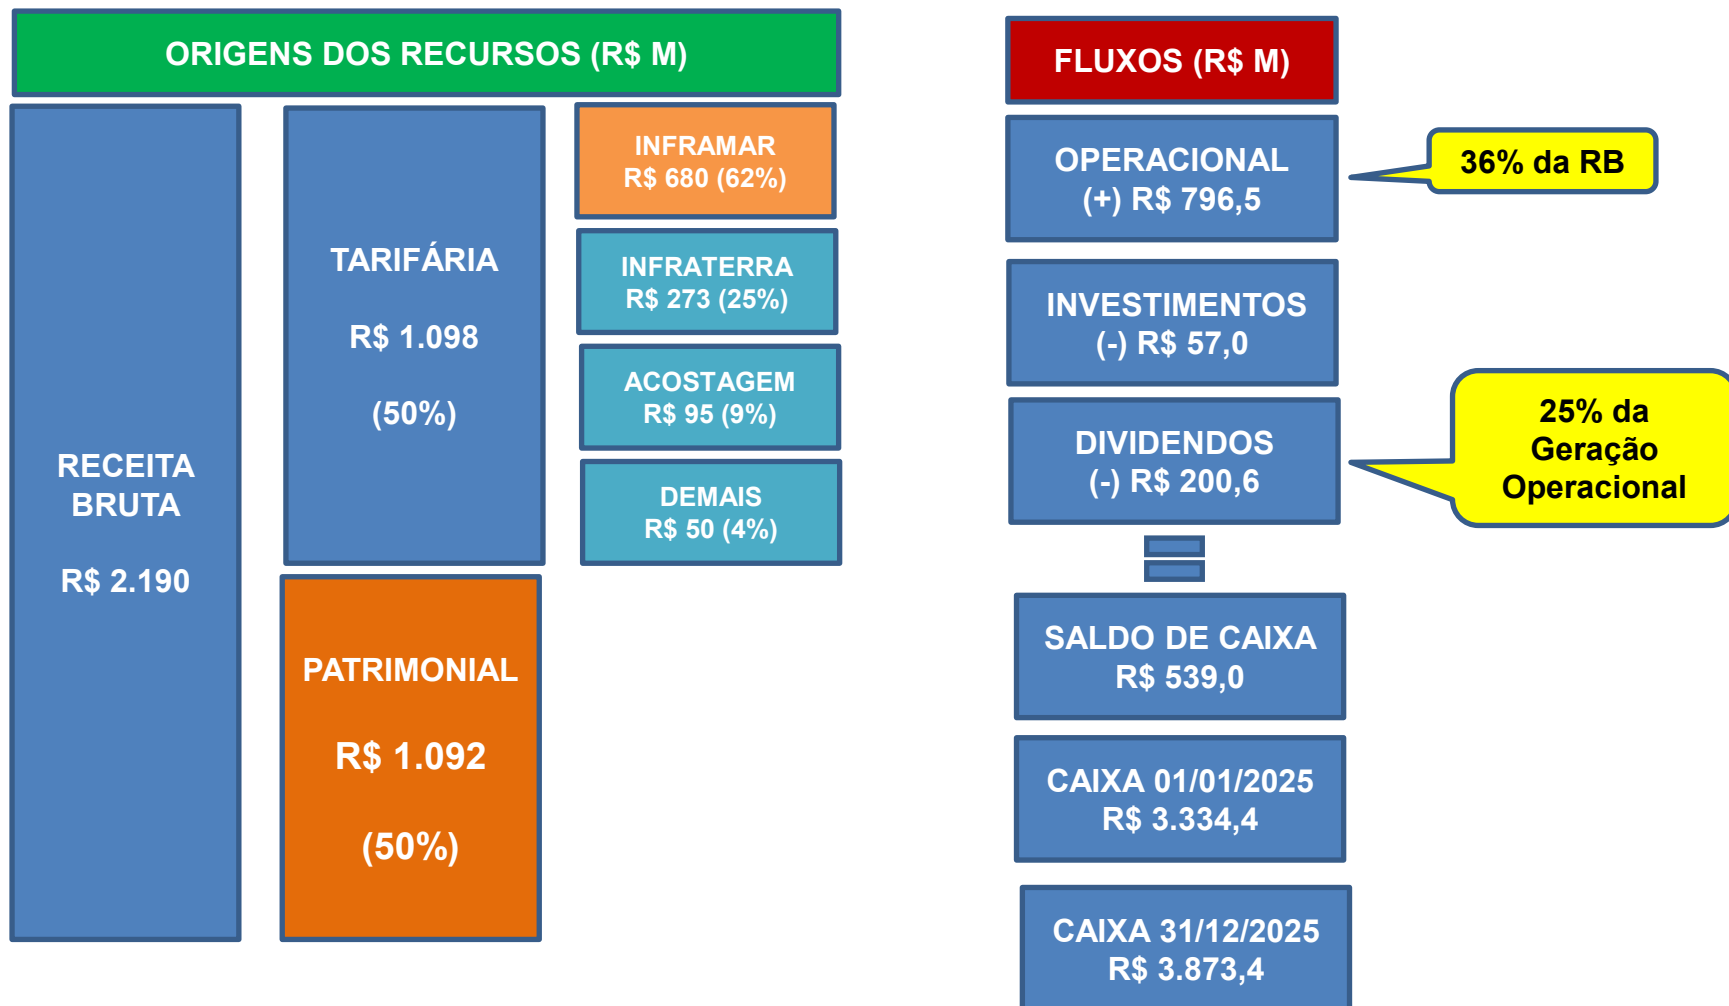 ORIGENS DOS RECURSOS (R$ M)
RECEITA
BRUTA
R$ 2.190
TARIFÁRIA
R$ 1.098
(50%)
PATRIMONIAL
R$ 1.092
(50%)
INFRAMAR
R$ 680 (62%)
INFRATERRA
R$ 273 (25%)
ACOSTAGEM
R$ 95 (9%)
DEMAIS
R$ 50 (4%)
FLUXOS (R$ M)
OPERACIONAL
(+) R$ 796,5
36% da RB
INVESTIMENTOS
(-) R$ 57,0
DIVIDENDOS
(-) R$ 200,6
25% da
Geração
Operacional
SALDO DE CAIXA
R$ 539,0
CAIXA 01/01/2025
R$ 3.334,4
CAIXA 31/12/2025
R$ 3.873,4